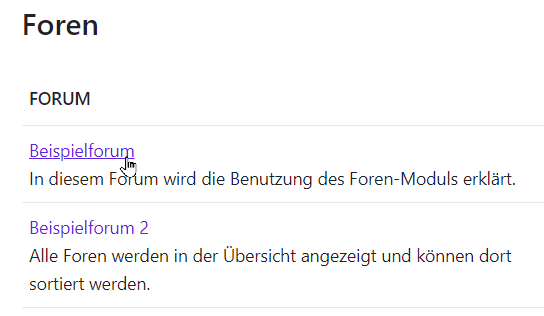 Foren
FORUM
Beispielforum
In diesem Forum wird die Benutzung des Foren-Moduls erklärt.
Beispielforum 2
Alle Foren werden in der Übersicht angezeigt und können dort
sortiert werden.